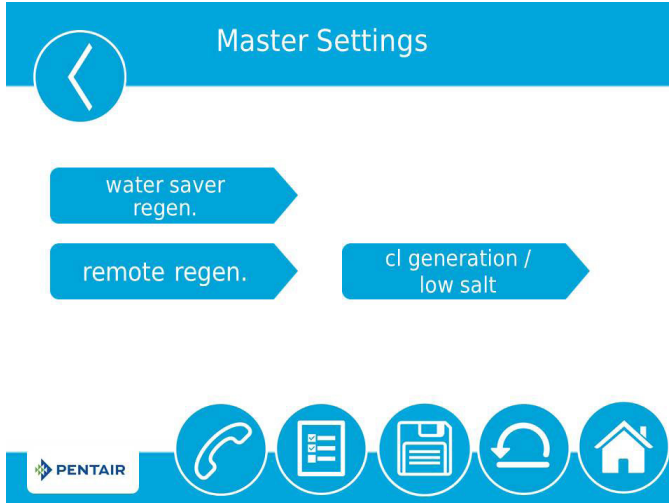 Master Settings
water saver
regen.
remote regen.
cl generation /
low salt
PENTAIR